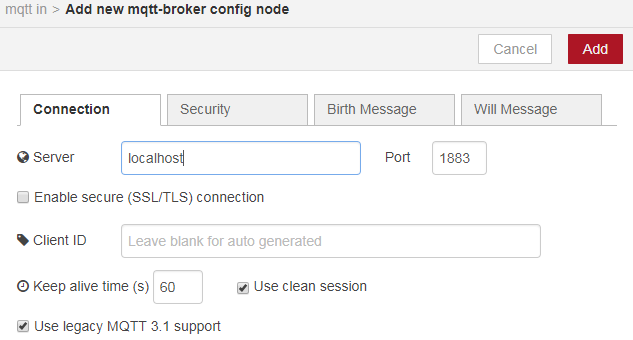 mqtt in > Add new mqtt-broker config node
Cancel Add
Connection Security Birth Message Will Message
Server localhost Port 1883
Enable secure (SSL/TLS) connection
Client ID Leave blank for auto generated
Keep alive time (s) 60 Use clean session
Use legacy MQTT 3.1 support